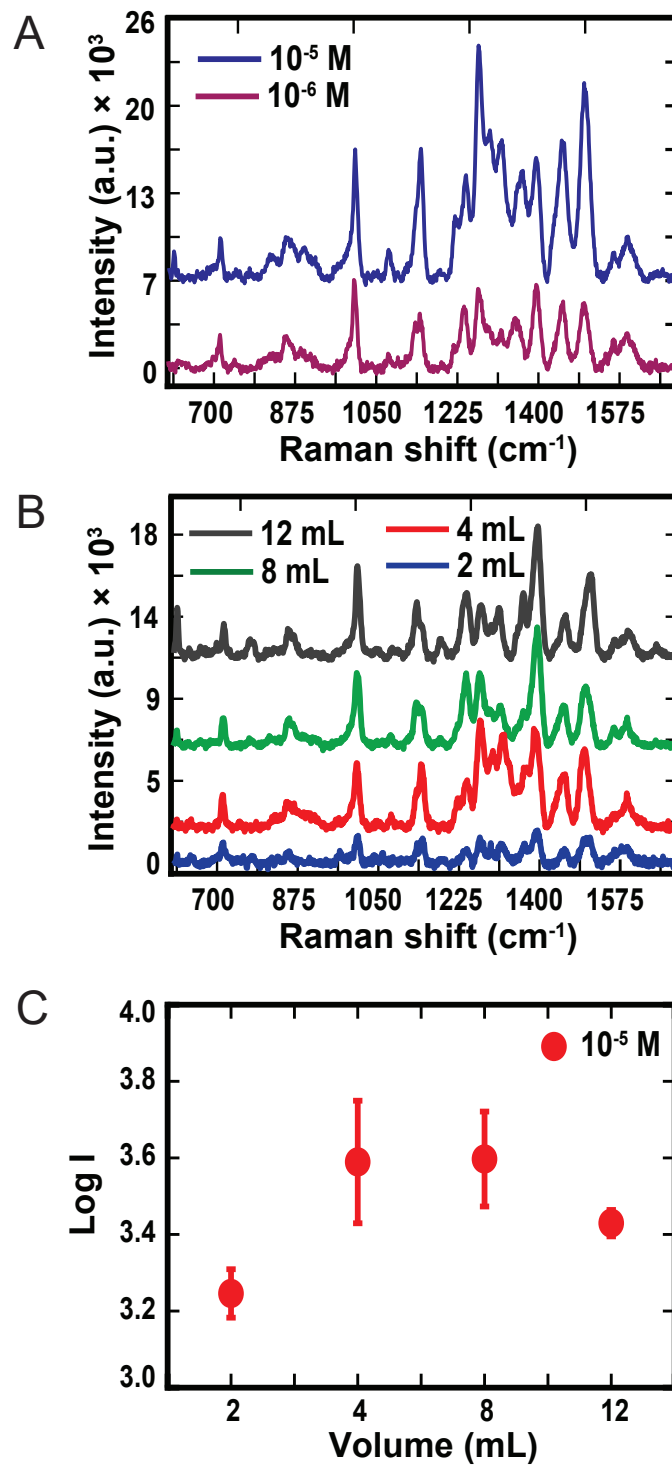 A
26
20
13
7
0
Intensity (a.u.) × 10³
10⁻⁵ M
10⁻⁶ M
700 875 1050 1225 1400 1575
Raman shift (cm⁻¹)
B
18
14
9
5
0
Intensity (a.u.) × 10³
12 mL 4 mL
8 mL 2 mL
700 875 1050 1225 1400 1575
Raman shift (cm⁻¹)
C
4.0
3.8
3.6
3.4
3.2
3.0
Log I
10⁻⁵ M
2 4 8 12
Volume (mL)